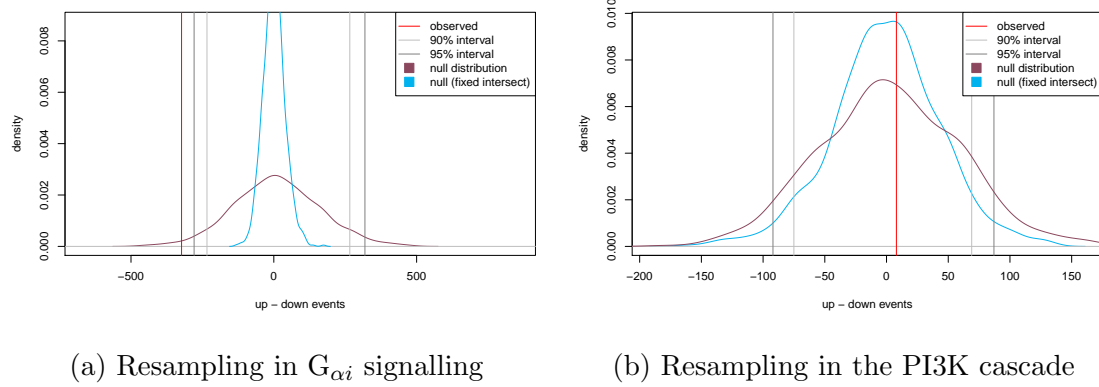 0.000 0.002 0.004 0.006 0.008
density
−500 0 500
up − down events
observed
90% interval
95% interval
null distribution
null (fixed intersect)
(a) Resampling in Gαi signalling
0.000 0.002 0.004 0.006 0.008 0.010
density
−200 −150 −100 −50 0 50 100 150
up − down events
observed
90% interval
95% interval
null distribution
null (fixed intersect)
(b) Resampling in the PI3K cascade